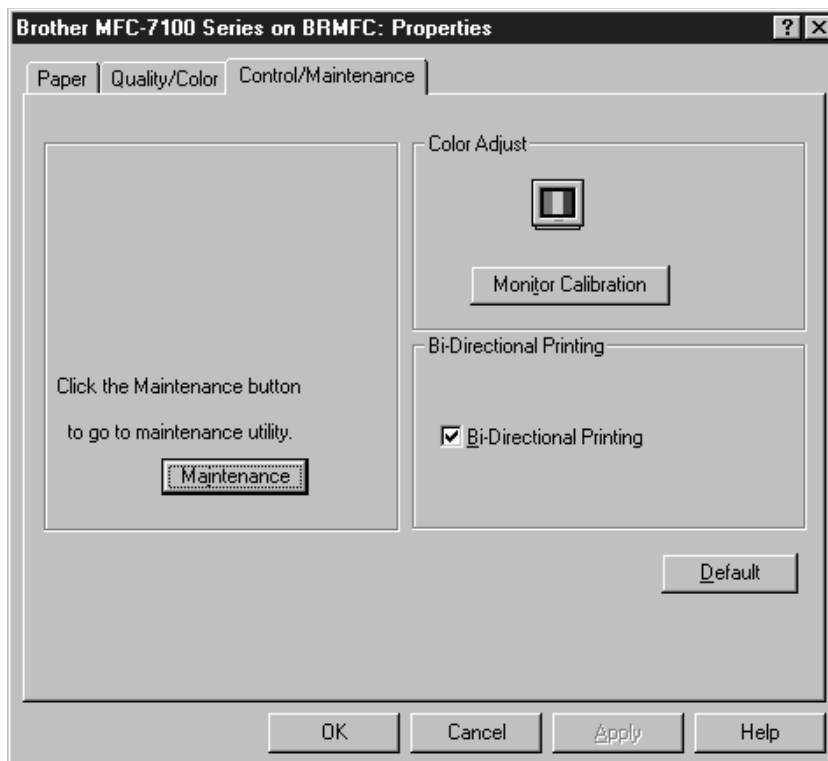 Brother MFC-7100 Series on BRMFC: Properties
Paper
Quality/Color
Control/Maintenance
Click the Maintenance button
to go to maintenance utility.
Maintenance
Color Adjust
Monitor Calibration
Bi-Directional Printing
Bi-Directional Printing
Default
OK
Cancel
Apply
Help